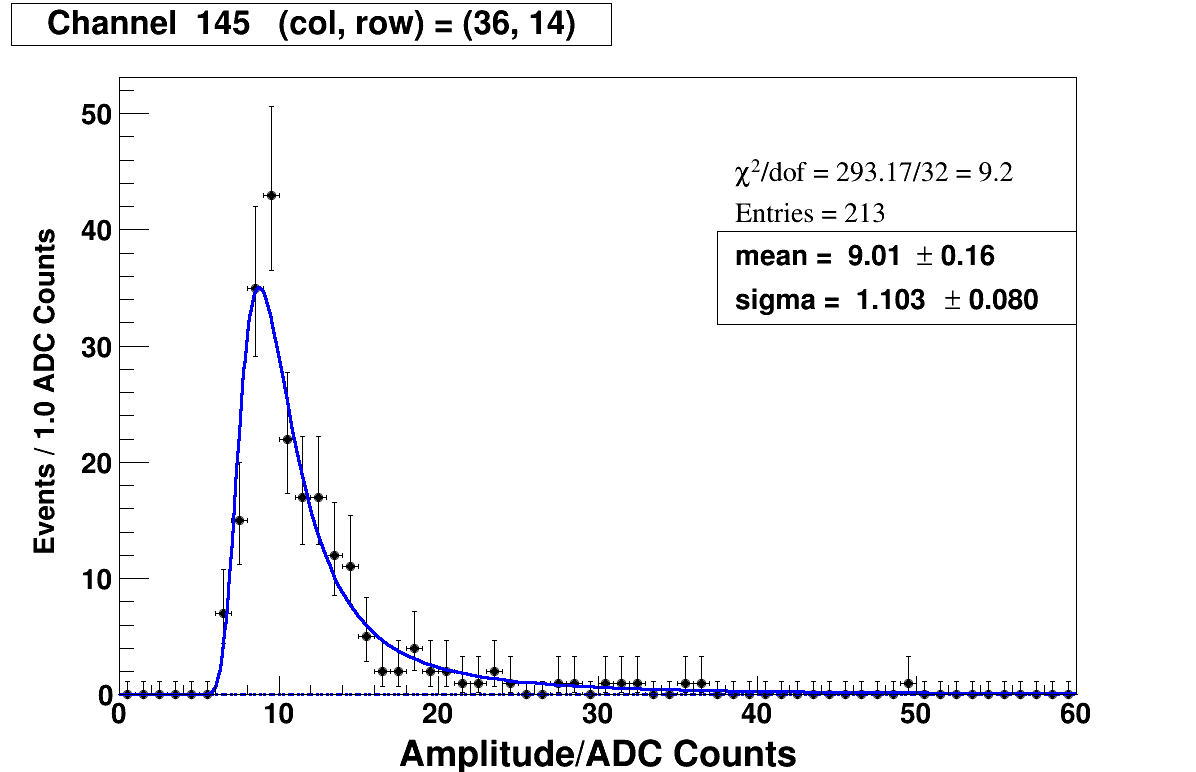 Channel 145 (col, row) = (36, 14)
Events / 1.0 ADC Counts
50
40
30
20
10
0
χ²/dof = 293.17/32 = 9.2
Entries = 213
mean = 9.01 ± 0.16
sigma = 1.103 ± 0.080
0 10 20 30 40 50 60
Amplitude/ADC Counts